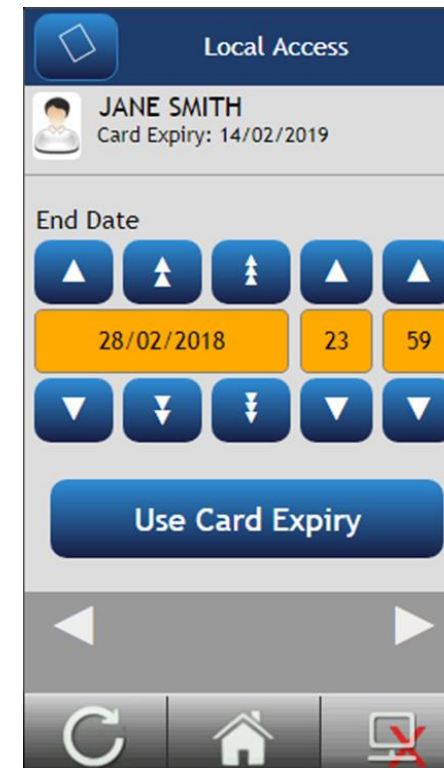 Local Access
JANE SMITH
Card Expiry: 14/02/2019
End Date
28/02/2018 23 59
Use Card Expiry